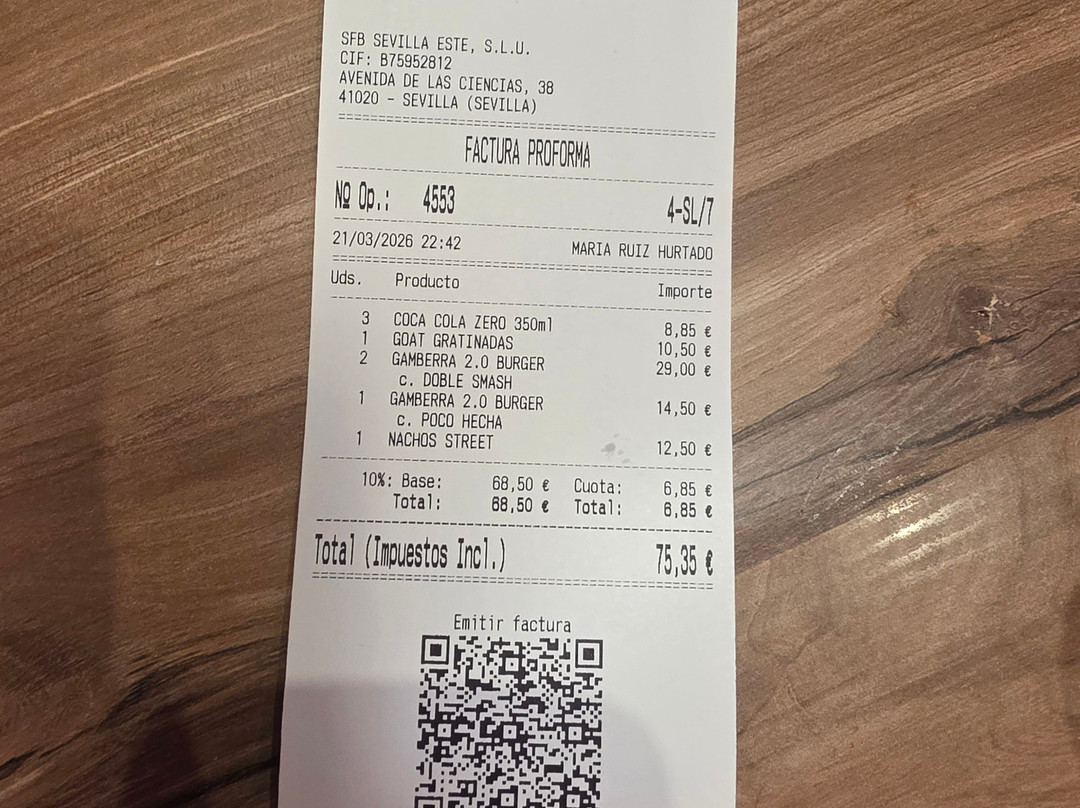 SFB SEVILLA ESTE, S.L.U.
CIF: B75952812
AVENIDA DE LAS CIENCIAS, 38
41020 - SEVILLA (SEVILLA)
FACTURA PROFORMA
Nº Op.: 4553 4-SL/7
21/03/2026 22:42 MARIA RUIZ HURTADO
Uds. Producto Importe
3 COCA COLA ZERO 350ml 8,85 €
1 GOAT GRATINADAS 10,50 €
2 GAMBERRA 2.0 BURGER 29,00 €
c. DOBLE SMASH
1 GAMBERRA 2.0 BURGER 14,50 €
c. POCO HECHA
1 NACHOS STREET 12,50 €
10%: Base: 68,50 € Cuota: 6,85 €
Total: 68,50 € Total: 6,85 €
Total (Impuestos Incl.) 75,35 €
Emitir factura